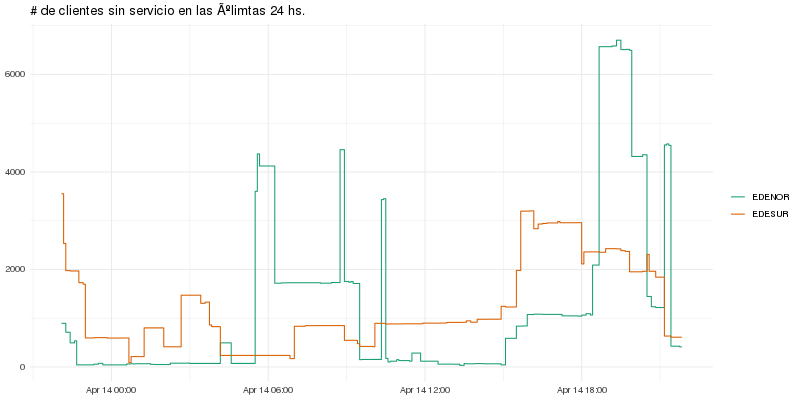 # de clientes sin servicio en las Ãºlimtas 24 hs.
6000
4000
2000
0
Apr 14 00:00
Apr 14 06:00
Apr 14 12:00
Apr 14 18:00
EDENOR
EDESUR